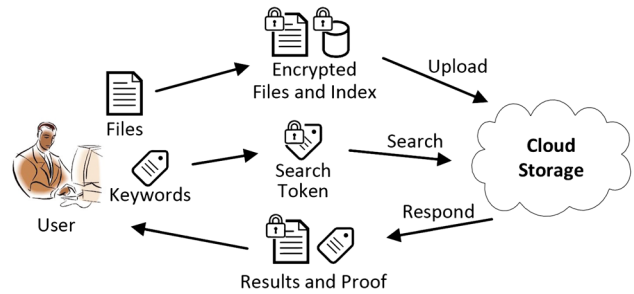 Encrypted
Files and Index
Upload
Files
Search
Cloud
Storage
Keywords
Search
Token
User
Respond
Results and Proof